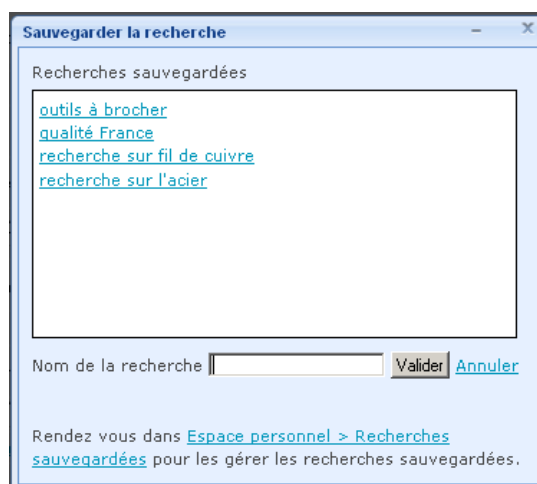 Sauvegarder la recherche
Recherches sauvegardées
outils à brocher
qualité France
recherche sur fil de cuivre
recherche sur l'acier
Nom de la recherche Valider Annuler
Rendez vous dans Espace personnel > Recherches
sauvegardées pour les gérer les recherches sauvegardées.